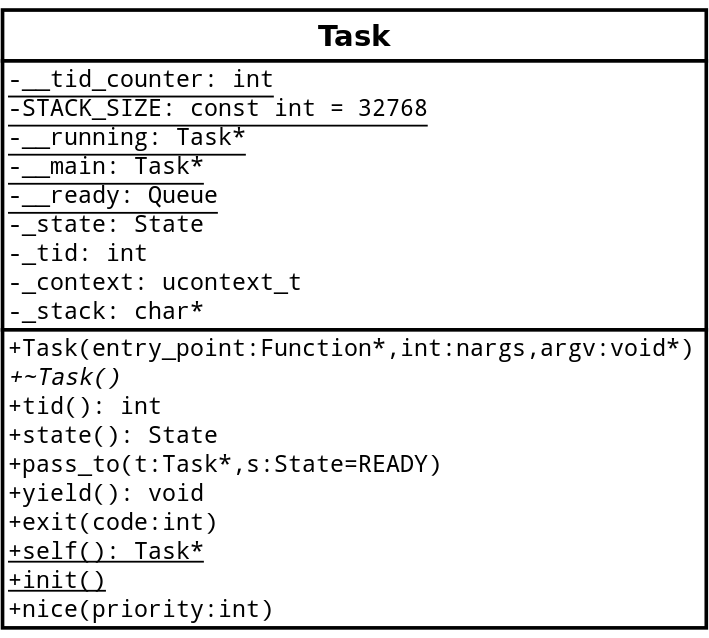 Task
-__tid_counter: int
-STACK_SIZE: const int = 32768
-__running: Task*
-__main: Task*
-__ready: Queue
-_state: State
-_tid: int
-_context: ucontext_t
-_stack: char*
+Task(entry_point:Function*,int:nargs,argv:void*)
+~Task()
+tid(): int
+state(): State
+pass_to(t:Task*,s:State=READY)
+yield(): void
+exit(code:int)
+self(): Task*
+init()
+nice(priority:int)